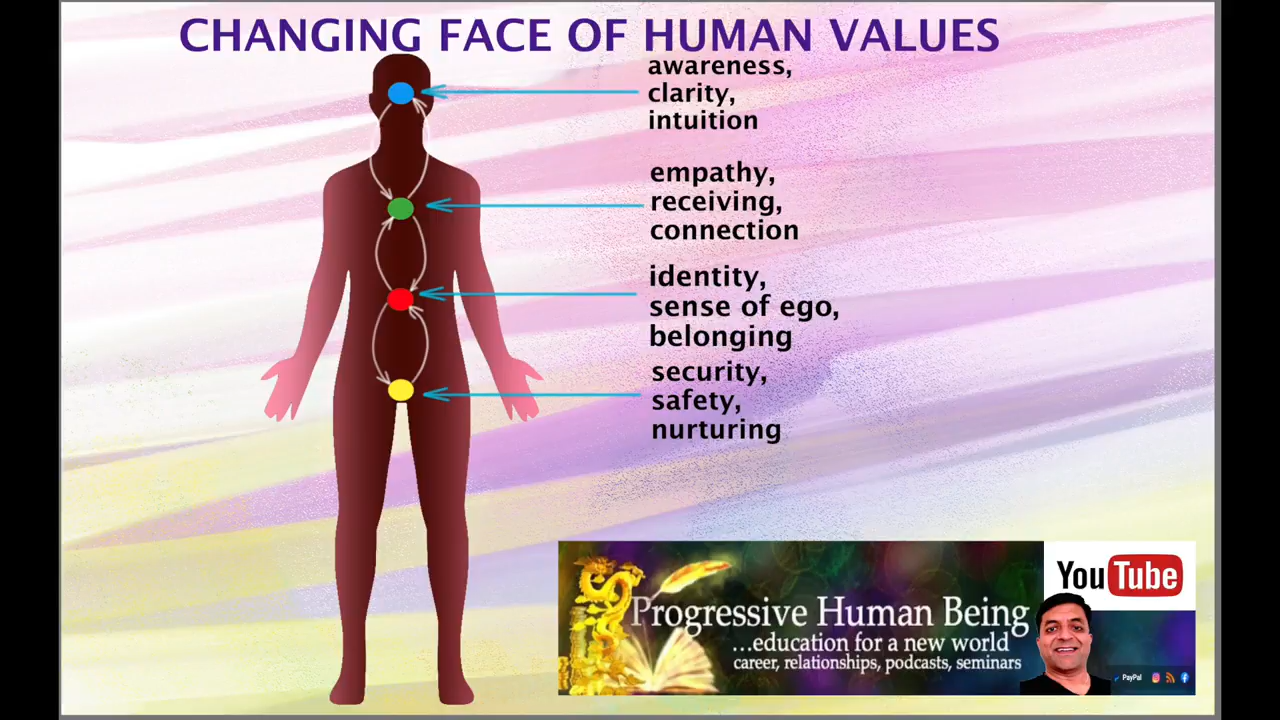 CHANGING FACE OF HUMAN VALUES
awareness,
clarity,
intuition
empathy,
receiving,
connection
identity,
sense of ego,
belonging
security,
safety,
nurturing
YouTube
Progressive Human Being
...education for a new world
career, relationships, podcasts, seminars
PayPal